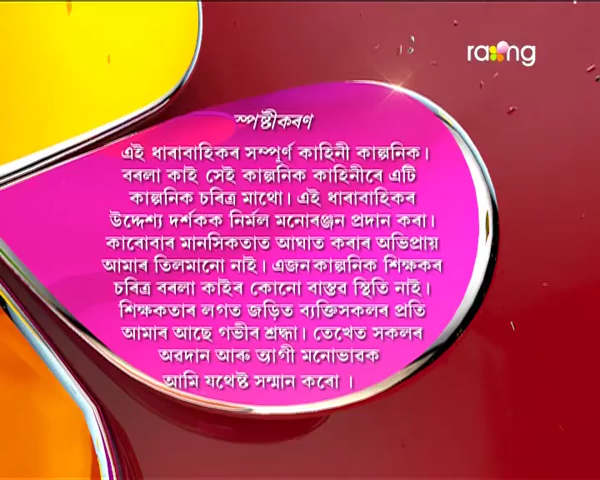 rang
স্পষ্টীকৰণ
এই ধাৰাবাহিকৰ সম্পূৰ্ণ কাহিনী কাল্পনিক।
বৰলা কাই সেই কাল্পনিক কাহিনীৰে এটি
কাল্পনিক চৰিত্ৰ মাথো। এই ধাৰাবাহিকৰ
উদ্দেশ্য দৰ্শকক নিৰ্মল মনোৰঞ্জন প্ৰদান কৰা।
কাৰোবাৰ মানসিকতাত আঘাত কৰাৰ অভিপ্ৰায়
আমাৰ তিলমানো নাই। এজন কাল্পনিক শিক্ষকৰ
চৰিত্ৰ বৰলা কাইৰ কোনো বাস্তৱ স্থিতি নাই।
শিক্ষকতাৰ লগত জড়িত ব্যক্তিসকলৰ প্ৰতি
আমাৰ আছে গভীৰ শ্ৰদ্ধা। তেখেত সকলৰ
অৱদান আৰু ত্যাগী মনোভাৱক
আমি যথেষ্ট সন্মান কৰো ।